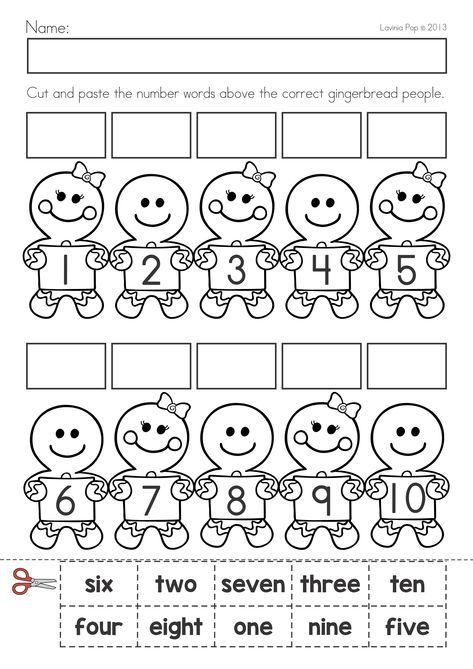 Name:
Lavinia Pop © 2013
Cut and paste the number words above the correct gingerbread people.
1 2 3 4 5
6 7 8 9 10
six two seven three ten
four eight one nine five